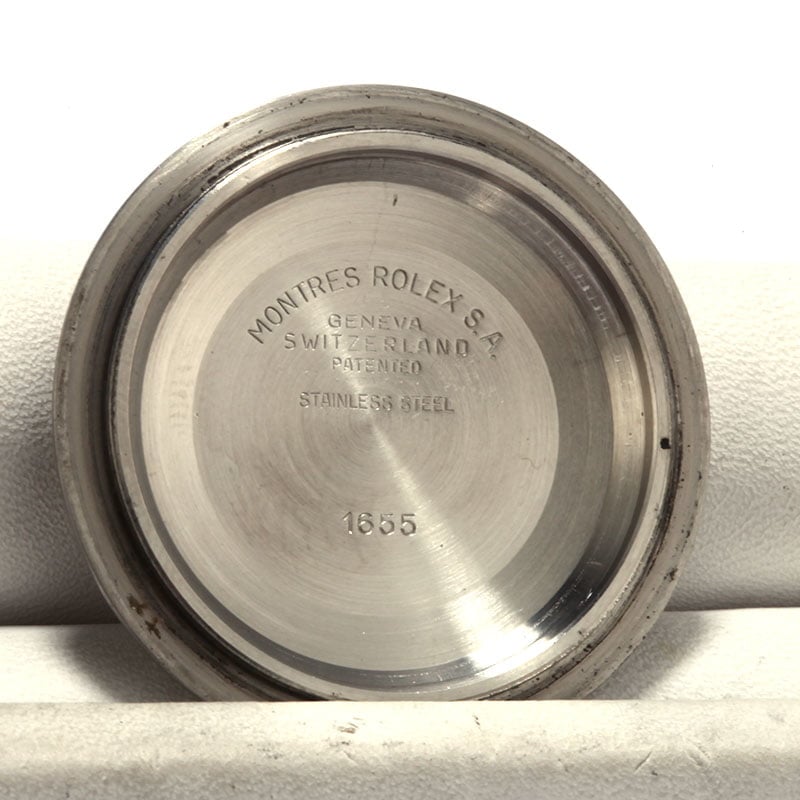 MONTRES ROLEX S.A.
GENEVA
SWITZERLAND
PATENTED
STAINLESS STEEL
1655